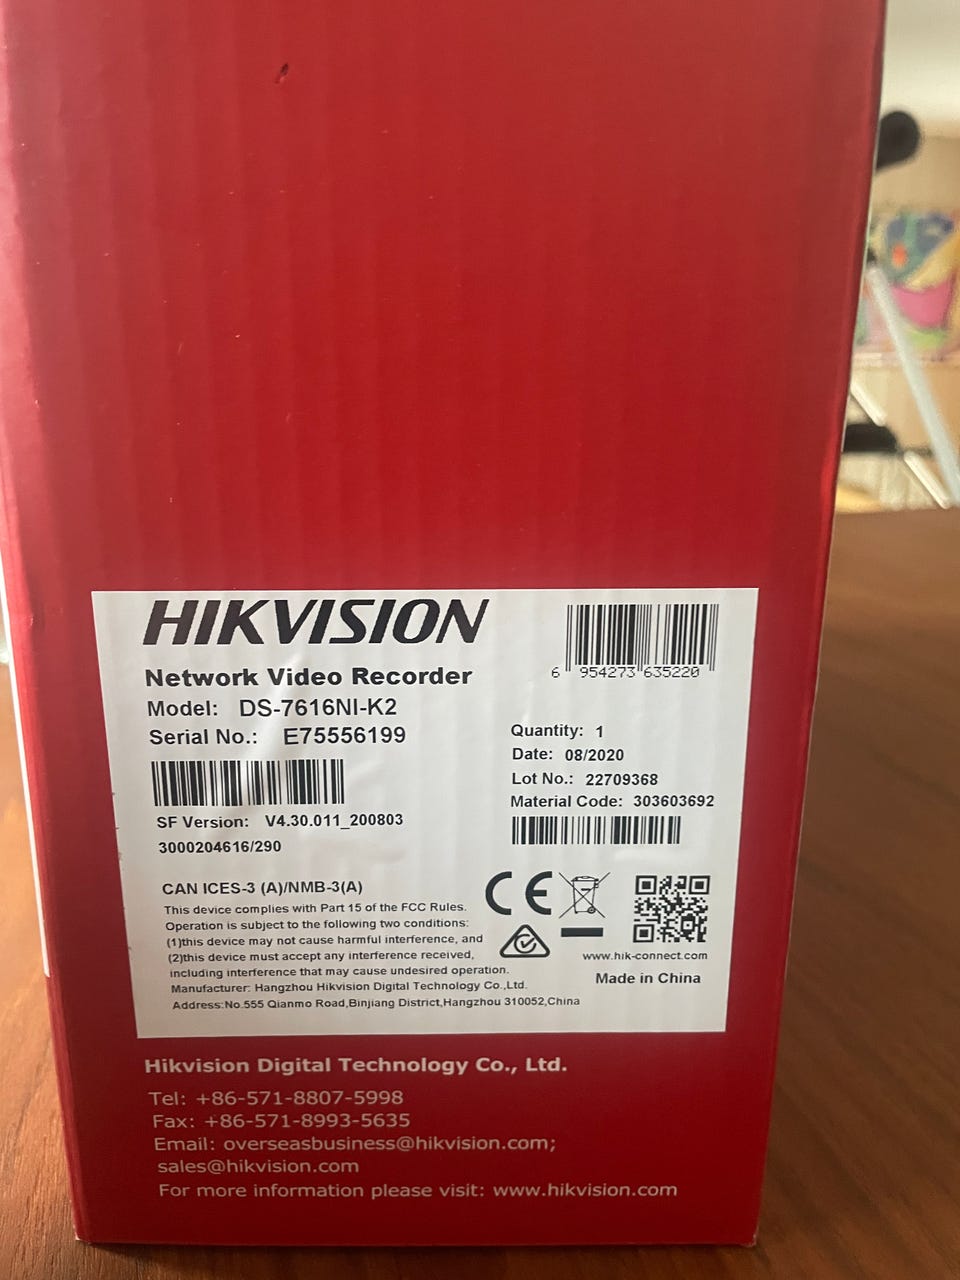 HIKVISION
6 954273 635220
Network Video Recorder
Model: DS-7616NI-K2
Serial No.: E75556199
Quantity: 1
Date: 08/2020
Lot No.: 22709368
Material Code: 303603692
SF Version: V4.30.011_200803
3000204616/290
CAN ICES-3 (A)/NMB-3(A)
This device complies with Part 15 of the FCC Rules.
Operation is subject to the following two conditions:
(1)this device may not cause harmful interference, and
(2)this device must accept any interference received,
including interference that may cause undesired operation.
Manufacturer: Hangzhou Hikvision Digital Technology Co.,Ltd.
Address:No.555 Qianmo Road,Binjiang District,Hangzhou 310052,China
CE
www.hik-connect.com
Made in China
Hikvision Digital Technology Co., Ltd.
Tel: +86-571-8807-5998
Fax: +86-571-8993-5635
Email: overseasbusiness@hikvision.com;
sales@hikvision.com
For more information please visit: www.hikvision.com